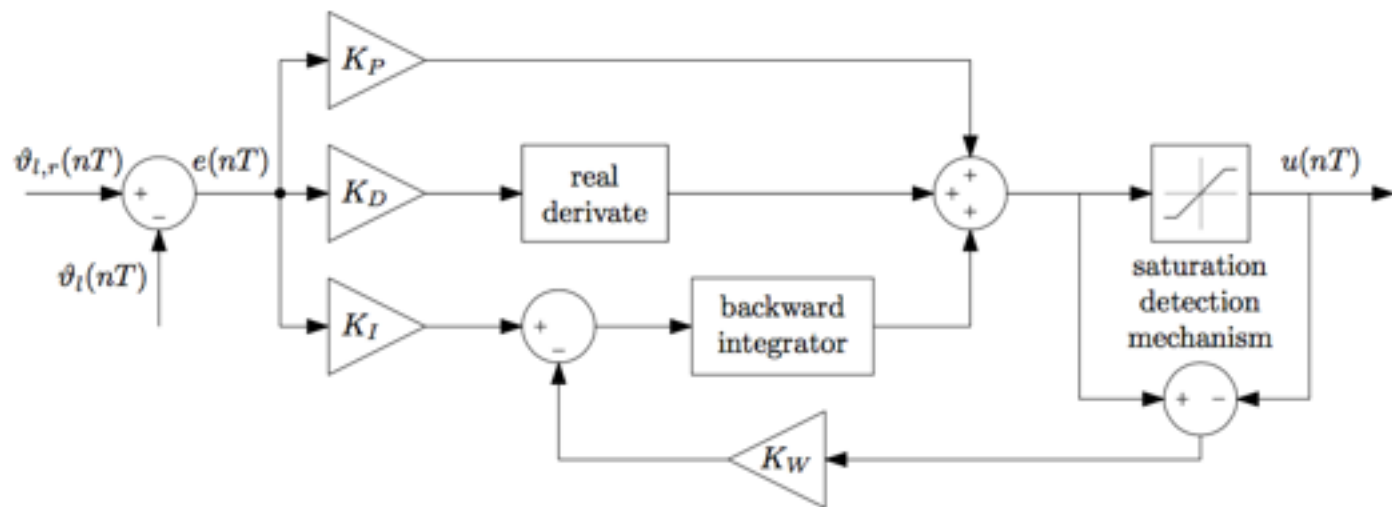 K_P
ϑ_{l,r}(nT)
e(nT)
+
−
K_D
real
derivate
+
+
+
u(nT)
ϑ_l(nT)
K_I
+
−
backward
integrator
saturation
detection
mechanism
+ −
K_W